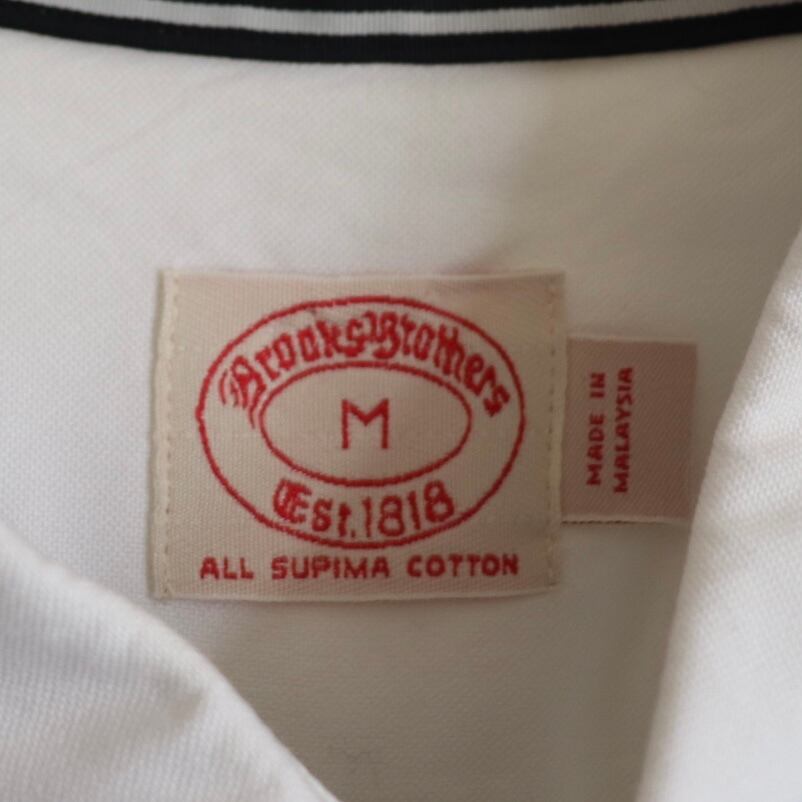 Brooks Brothers
M
Est. 1818
ALL SUPIMA COTTON
MADE IN
MALAYSIA